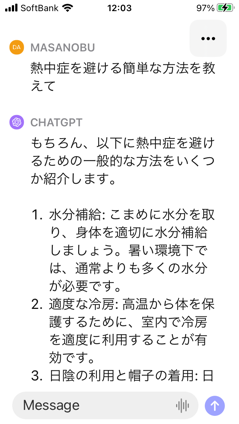 SoftBank 12:03 97%
DA MASANOBU
熱中症を避ける簡単な方法を教
えて
CHATGPT
もちろん、以下に熱中症を避け
るための一般的な方法をいくつ
か紹介します。
1. 水分補給: こまめに水分を取
り、身体を適切に水分補給
しましょう。暑い環境下で
は、通常よりも多くの水分
が必要です。
2. 適度な冷房: 高温から体を保
護するために、室内で冷房
を適度に利用することが有
効です。
3. 日陰の利用と帽子の着用: 日
Message